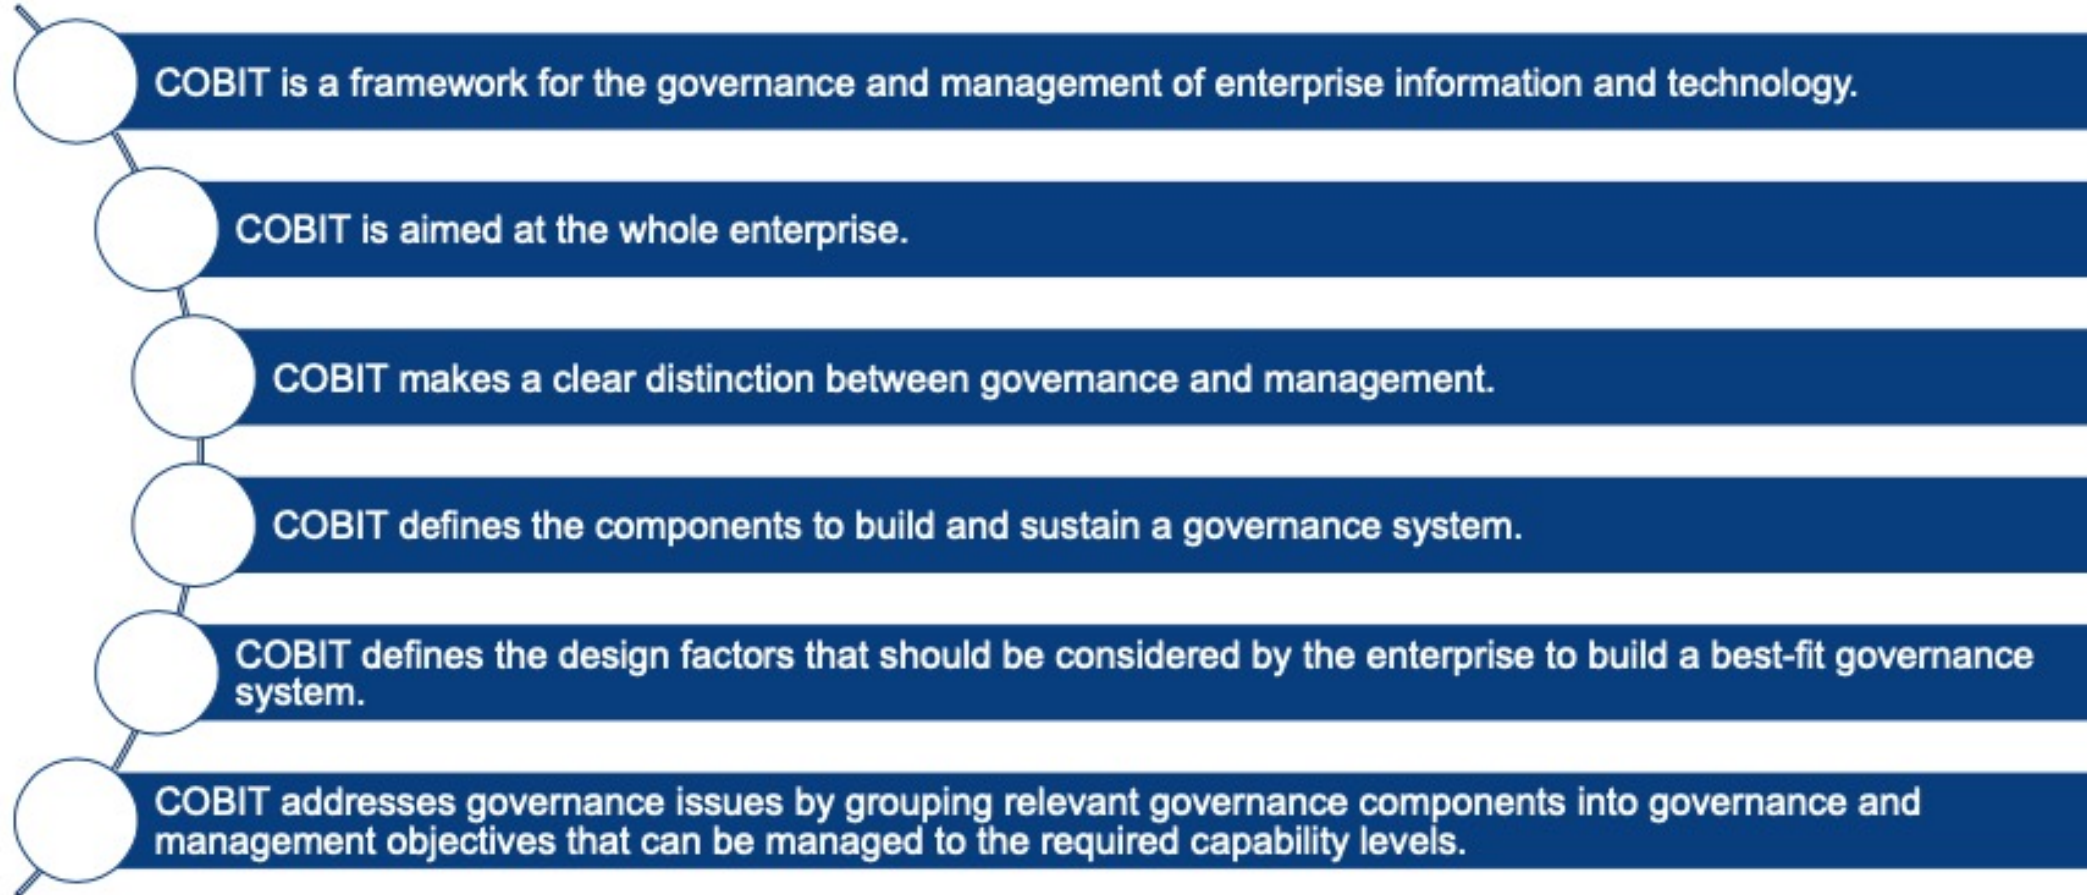 COBIT is a framework for the governance and management of enterprise information and technology.
COBIT is aimed at the whole enterprise.
COBIT makes a clear distinction between governance and management.
COBIT defines the components to build and sustain a governance system.
COBIT defines the design factors that should be considered by the enterprise to build a best-fit governance
system.
COBIT addresses governance issues by grouping relevant governance components into governance and
management objectives that can be managed to the required capability levels.